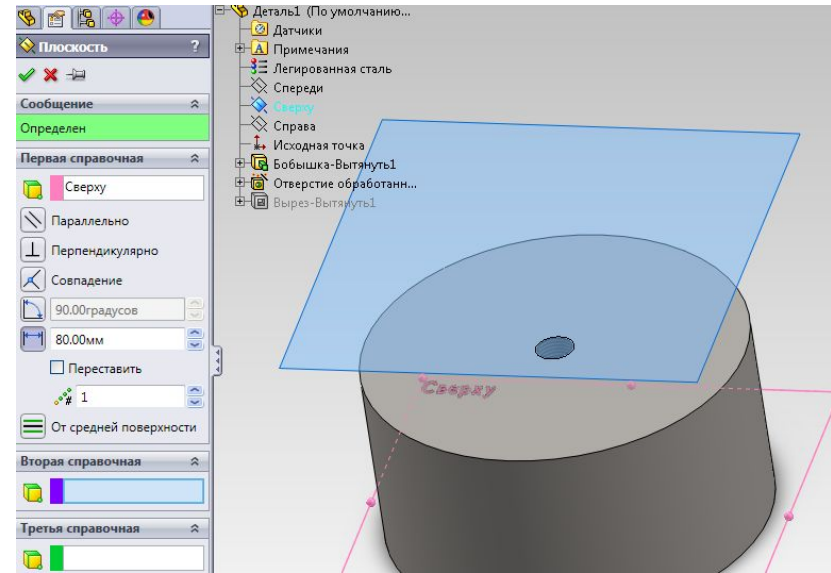 Плоскость ?
Сообщение
Определен
Первая справочная
Сверху
Параллельно
Перпендикулярно
Совпадение
90.00градусов
80.00мм
Переставить
# 1
От средней поверхности
Вторая справочная
Третья справочная
Деталь1 (По умолчанию...
Датчики
A Примечания
Легированная сталь
Спереди
Сверху
Справа
Исходная точка
Бобышка-Вытянуть1
Отверстие обработанн...
Вырез-Вытянуть1
Сверху